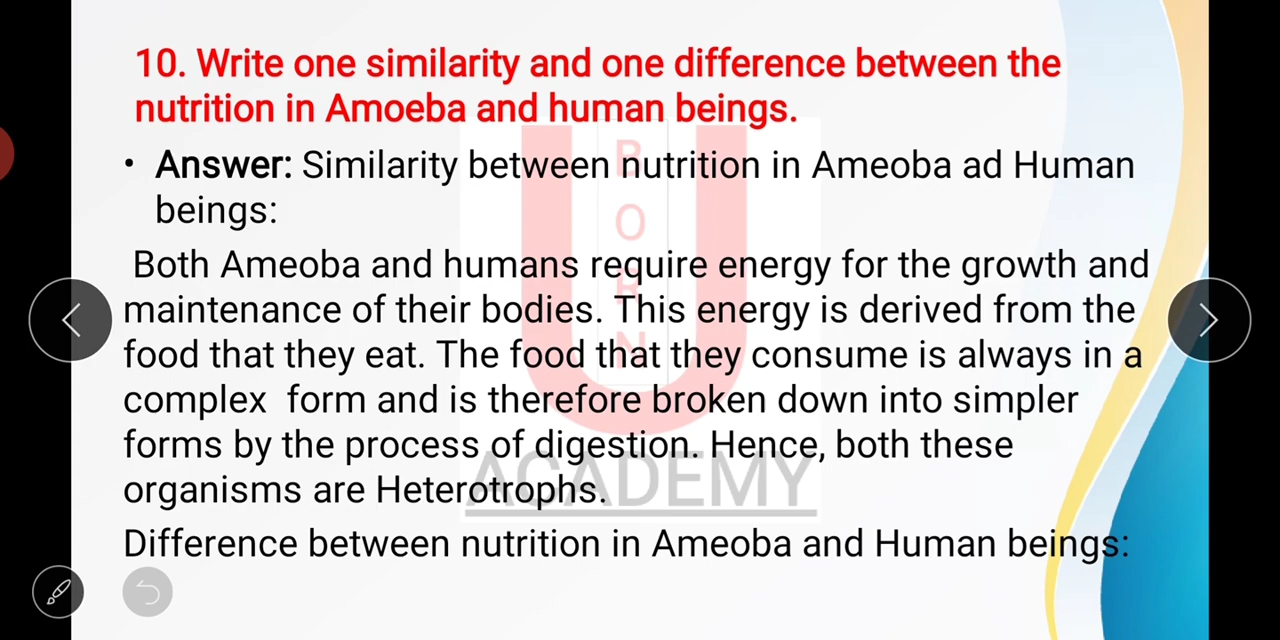 10. Write one similarity and one difference between the
nutrition in Amoeba and human beings.
• Answer: Similarity between nutrition in Ameoba ad Human
beings:
Both Ameoba and humans require energy for the growth and
maintenance of their bodies. This energy is derived from the
food that they eat. The food that they consume is always in a
complex form and is therefore broken down into simpler
forms by the process of digestion. Hence, both these
organisms are Heterotrophs.
Difference between nutrition in Ameoba and Human beings:
U
BORN
ACADEMY